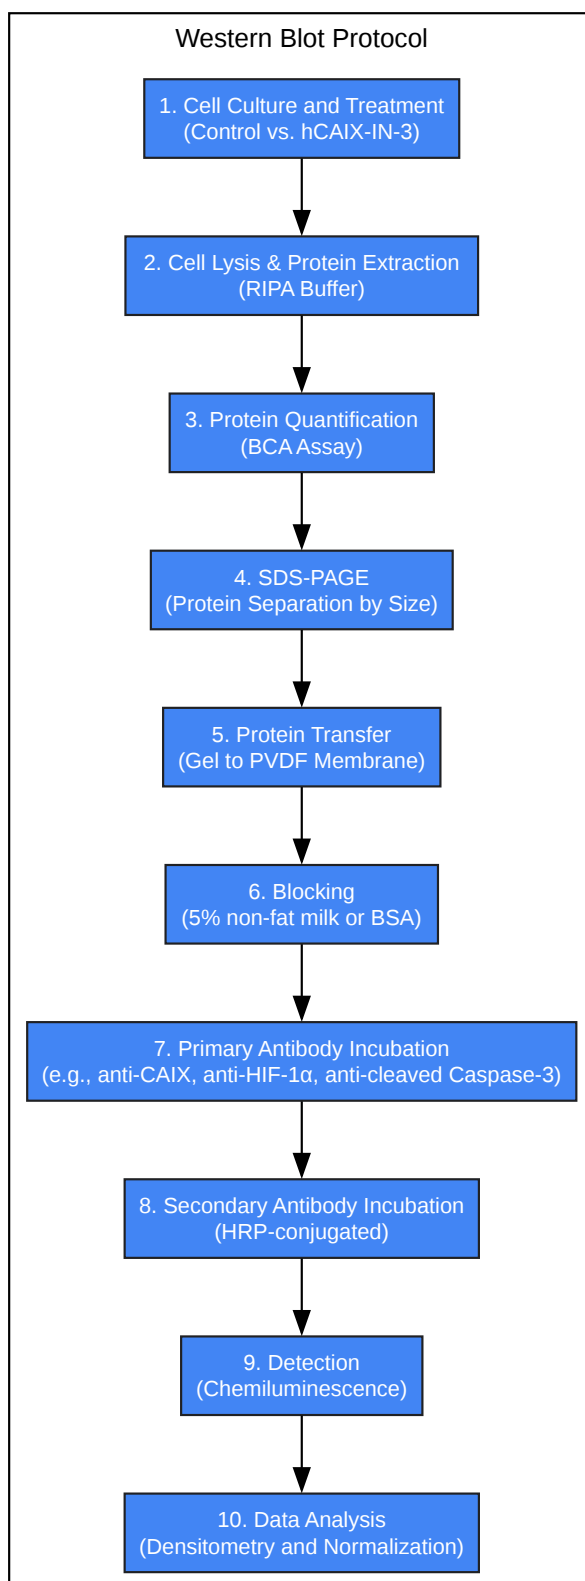 Western Blot Protocol
1. Cell Culture and Treatment
(Control vs. hCAIX-IN-3)
2. Cell Lysis & Protein Extraction
(RIPA Buffer)
3. Protein Quantification
(BCA Assay)
4. SDS-PAGE
(Protein Separation by Size)
5. Protein Transfer
(Gel to PVDF Membrane)
6. Blocking
(5% non-fat milk or BSA)
7. Primary Antibody Incubation
(e.g., anti-CAIX, anti-HIF-1α, anti-cleaved Caspase-3)
8. Secondary Antibody Incubation
(HRP-conjugated)
9. Detection
(Chemiluminescence)
10. Data Analysis
(Densitometry and Normalization)